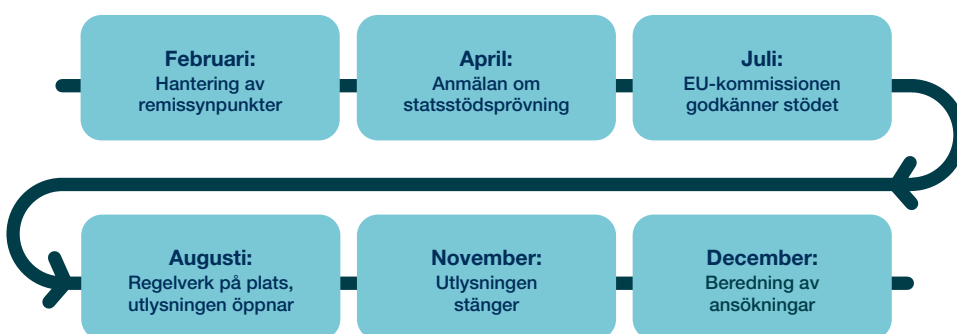 Februari:
Hantering av
remissynpunkter
April:
Anmälan om
statsstödsprövning
Juli:
EU-kommissionen
godkänner stödet
Augusti:
Regelverk på plats,
utlysningen öppnar
November:
Utlysningen
stänger
December:
Beredning av
ansökningar